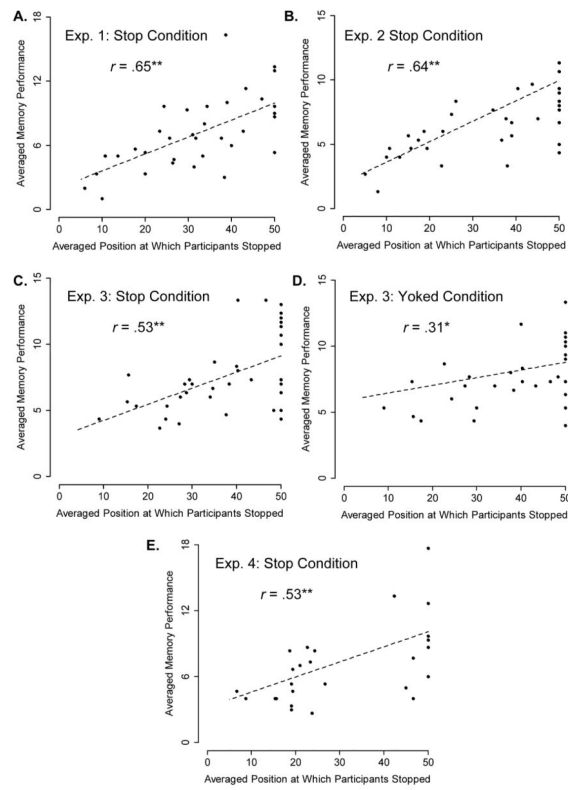 A.
Exp. 1: Stop Condition
r = .65**
Averaged Memory Performance
18
12
6
0
0 10 20 30 40 50
Averaged Position at Which Participants Stopped
B.
Exp. 2 Stop Condition
r = .64**
Averaged Memory Performance
15
10
5
0
0 10 20 30 40 50
Averaged Position at Which Participants Stopped
C.
Exp. 3: Stop Condition
r = .53**
Averaged Memory Performance
15
10
5
0
0 10 20 30 40 50
Averaged Position at Which Participants Stopped
D.
Exp. 3: Yoked Condition
r = .31*
Averaged Memory Performance
15
10
5
0
0 10 20 30 40 50
Averaged Position at Which Participants Stopped
E.
Exp. 4: Stop Condition
r = .53**
Averaged Memory Performance
18
12
6
0
0 10 20 30 40 50
Averaged Position at Which Participants Stopped